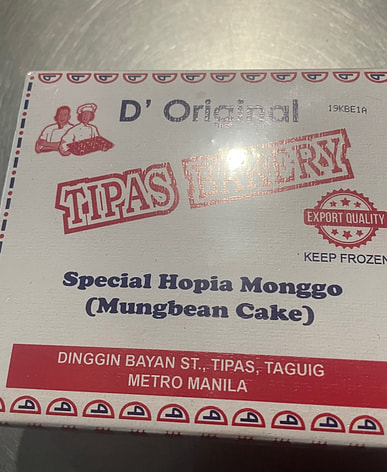 D' Original
19KBE1A
TIPAS BAKERY
EXPORT QUALITY
KEEP FROZEN
Special Hopia Monggo
(Mungbean Cake)
DINGGIN BAYAN ST., TIPAS, TAGUIG
METRO MANILA